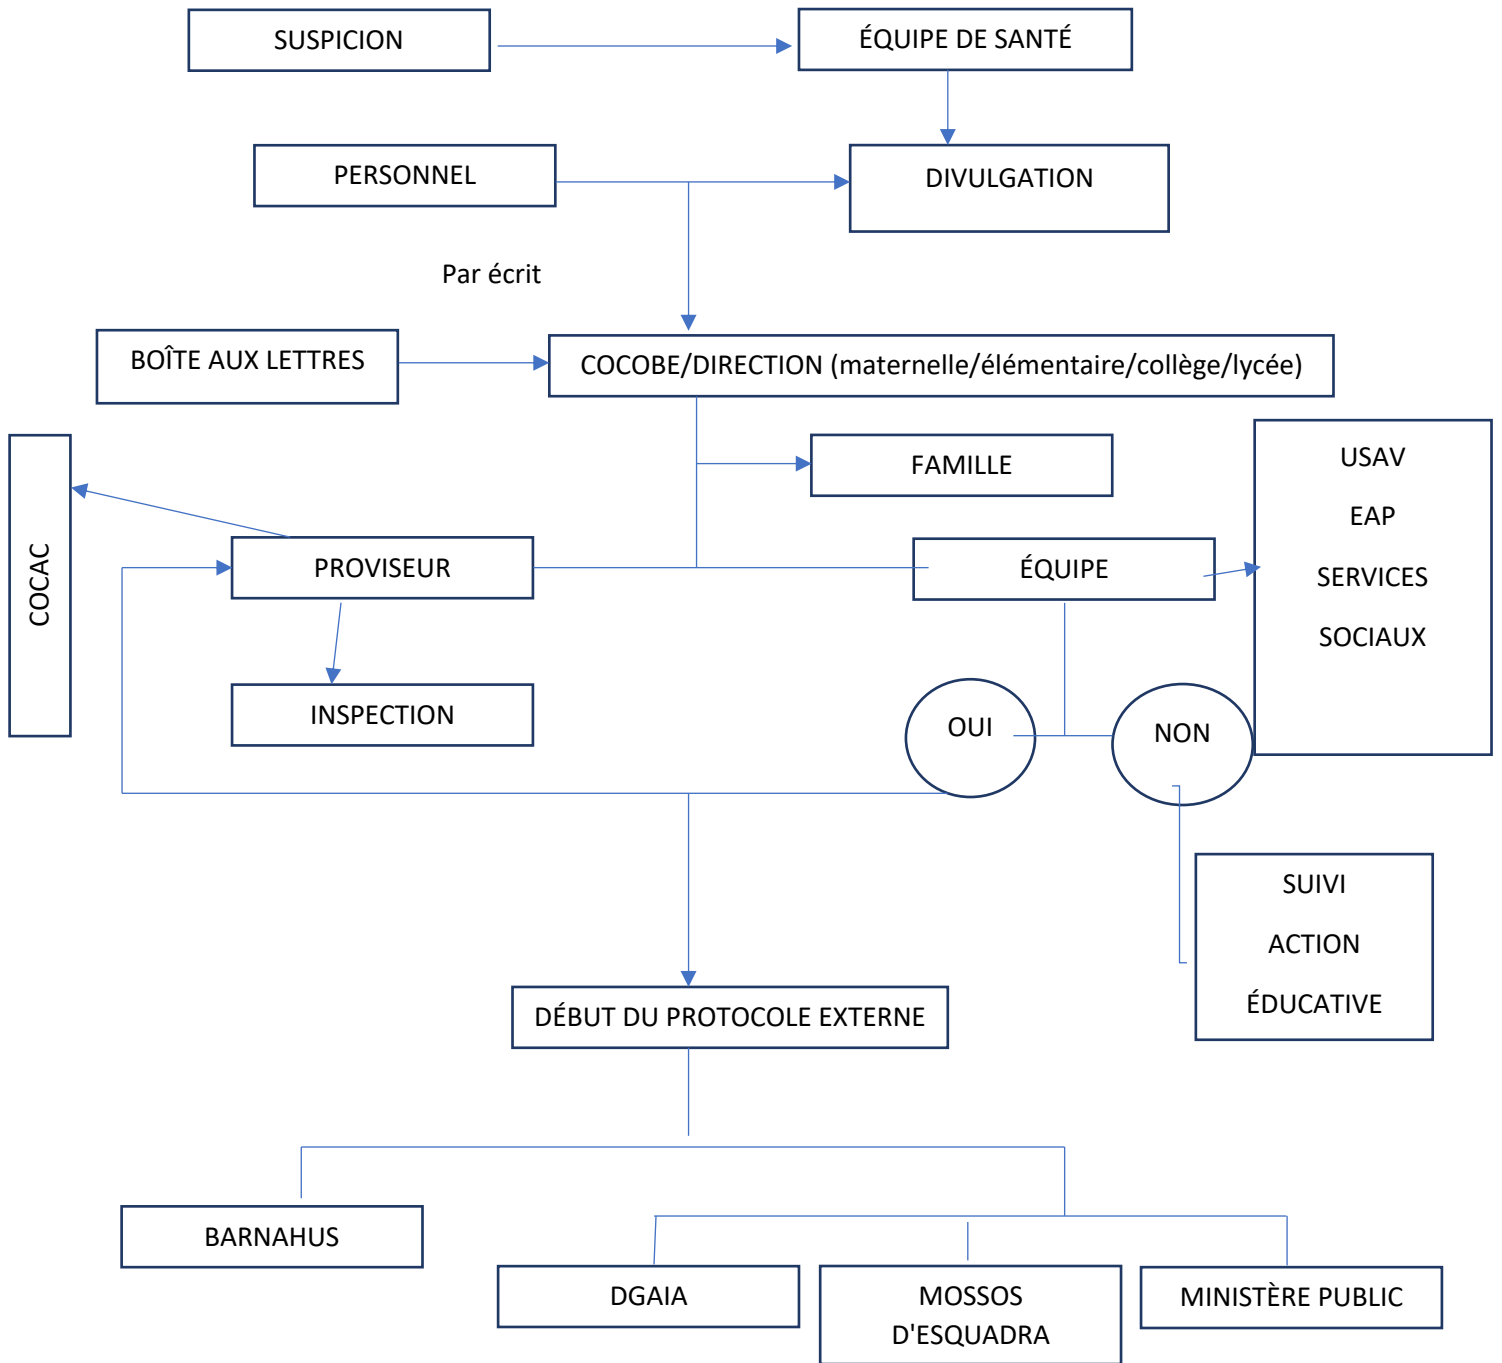 SUSPICION
ÉQUIPE DE SANTÉ
PERSONNEL
DIVULGATION
Par écrit
BOÎTE AUX LETTRES
COCOBE/DIRECTION (maternelle/élémentaire/collège/lycée)
FAMILLE
USAV
EAP
SERVICES
SOCIAUX
COCAC
PROVISEUR
ÉQUIPE
INSPECTION
OUI
NON
SUIVI
ACTION
ÉDUCATIVE
DÉBUT DU PROTOCOLE EXTERNE
BARNAHUS
DGAIA
MOSSOS
D'ESQUADRA
MINISTÈRE PUBLIC